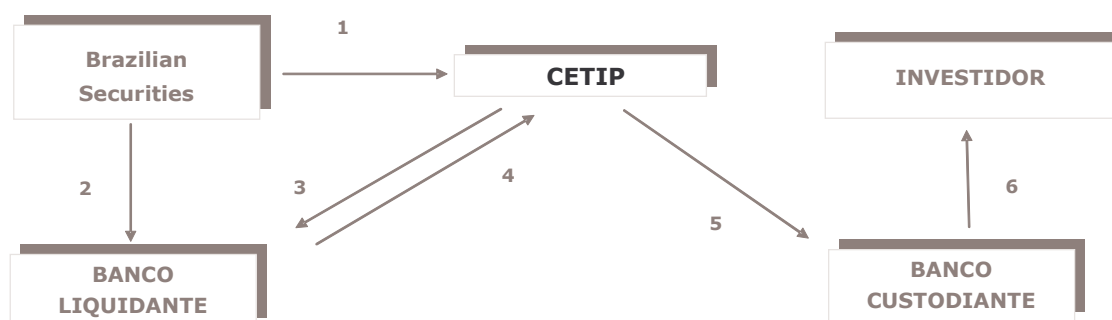 1
Brazilian
Securities
CETIP
INVESTIDOR
2
3
4
5
6
BANCO
LIQUIDANTE
BANCO
CUSTODIANTE